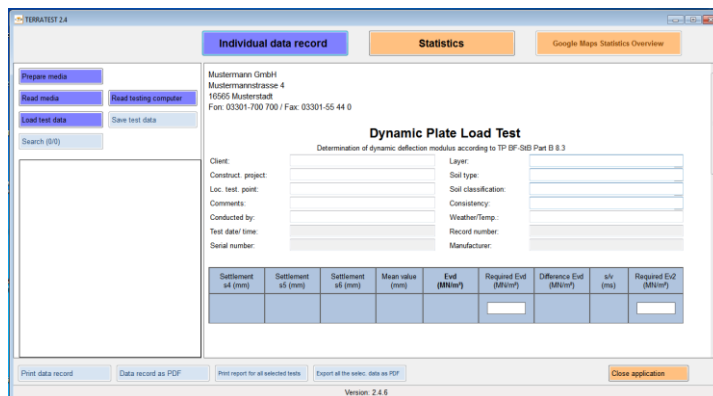 TERRATEST 2.4
Individual data record
Statistics
Google Maps Statistics Overview
Prepare media
Read media
Read testing computer
Load test data
Save test data
Search (0/0)
Mustermann GmbH
Mustermannstrasse 4
16565 Musterstadt
Fon: 03301-700 700 / Fax: 03301-55 44 0
Dynamic Plate Load Test
Determination of dynamic deflection modulus according to TP BF-StB Part B 8.3
Client:
Layer:
Construct. project:
Soil type:
Loc. test. point:
Soil classification:
Comments:
Consistency:
Conducted by:
Weather/Temp.:
Test date/ time:
Record number:
Serial number:
Manufacturer:
Settlement
s4 (mm)
Settlement
s5 (mm)
Settlement
s6 (mm)
Mean value
(mm)
Evd
(MN/m²)
Required Evd
(MN/m²)
Difference Evd
(MN/m²)
s/v
(ms)
Required Ev2
(MN/m²)
Print data record
Data record as PDF
Print report for all selected tests
Export all the selec. data as PDF
Close application
Version: 2.4.6